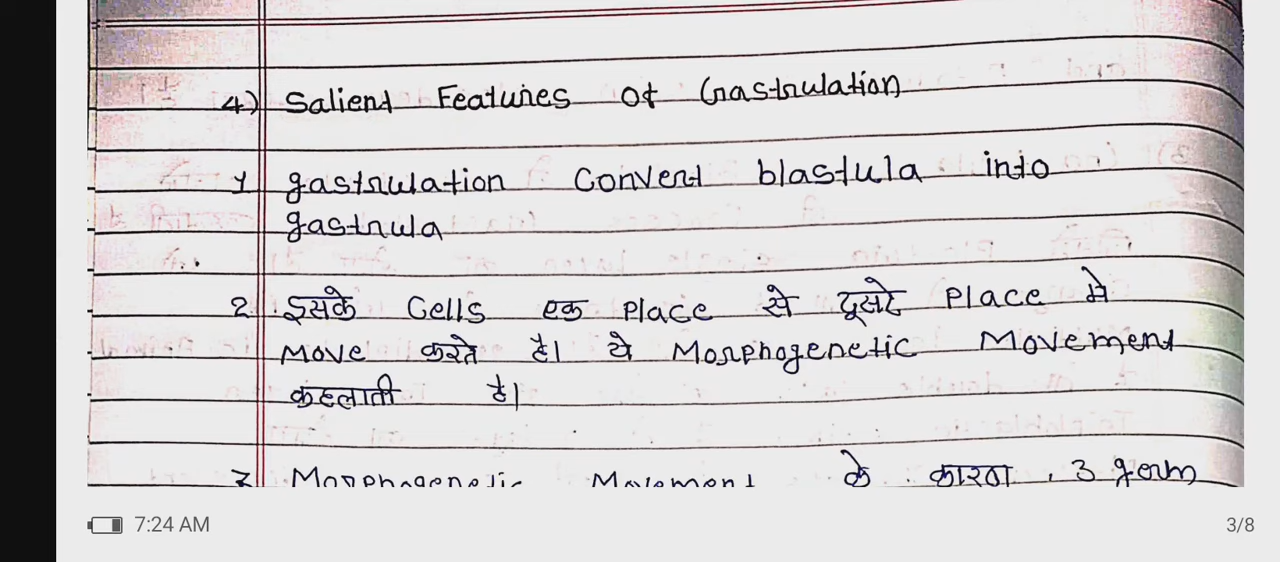 4) Salient Features of Gastrulation
1 gastrulation Convert blastula into
gastrula
2. इसके Cells एक Place से दूसरे Place मे
Move करते है। ये Morphogenetic Movement
कहलाती है।
3 Morphogenetic Movement के कारण 3 germ
7:24 AM
3/8